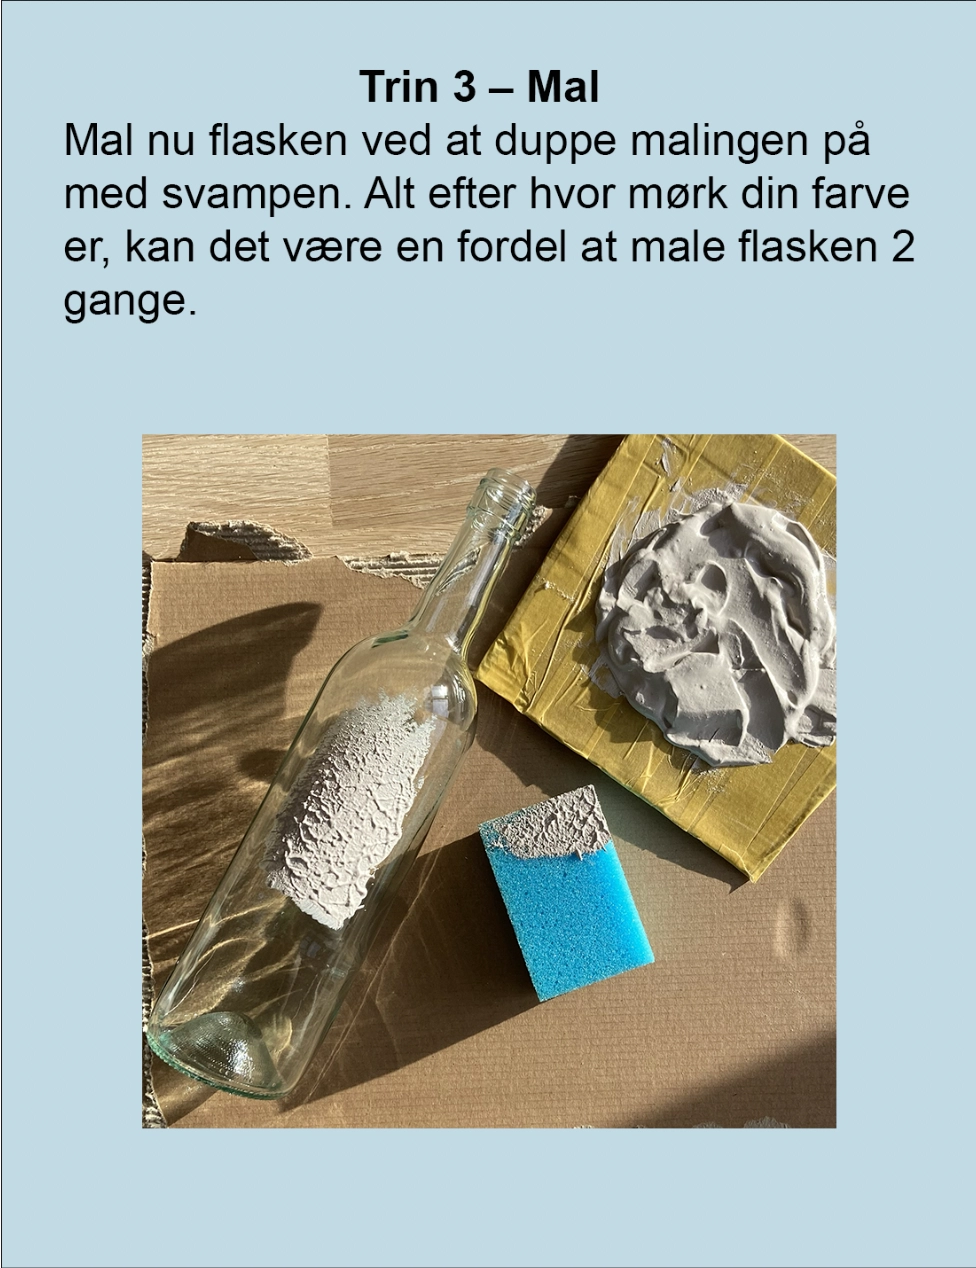 Trin 3 – Mal
Mal nu flasken ved at duppe malingen på
med svampen. Alt efter hvor mørk din farve
er, kan det være en fordel at male flasken 2
gange.